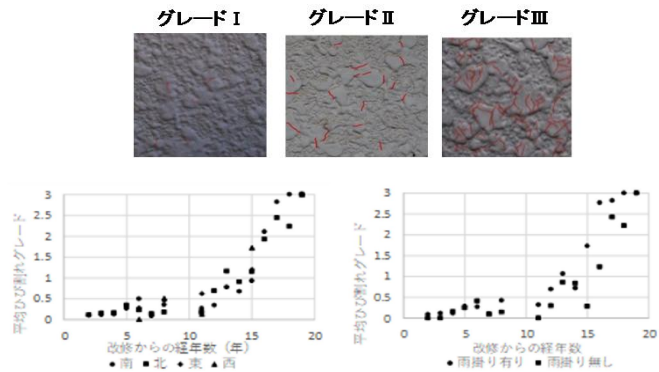 グレードⅠ
グレードⅡ
グレードⅢ
平均ひび割れグレード
3
2.5
2
1.5
1
0.5
0
0
5
10
15
20
改修からの経年数（年）
●南 ■北 ◆東 ▲西
平均ひび割れグレード
3
2.5
2
1.5
1
0.5
0
0
5
10
15
20
改修からの経年数
●雨掛り有り ■雨掛り無し